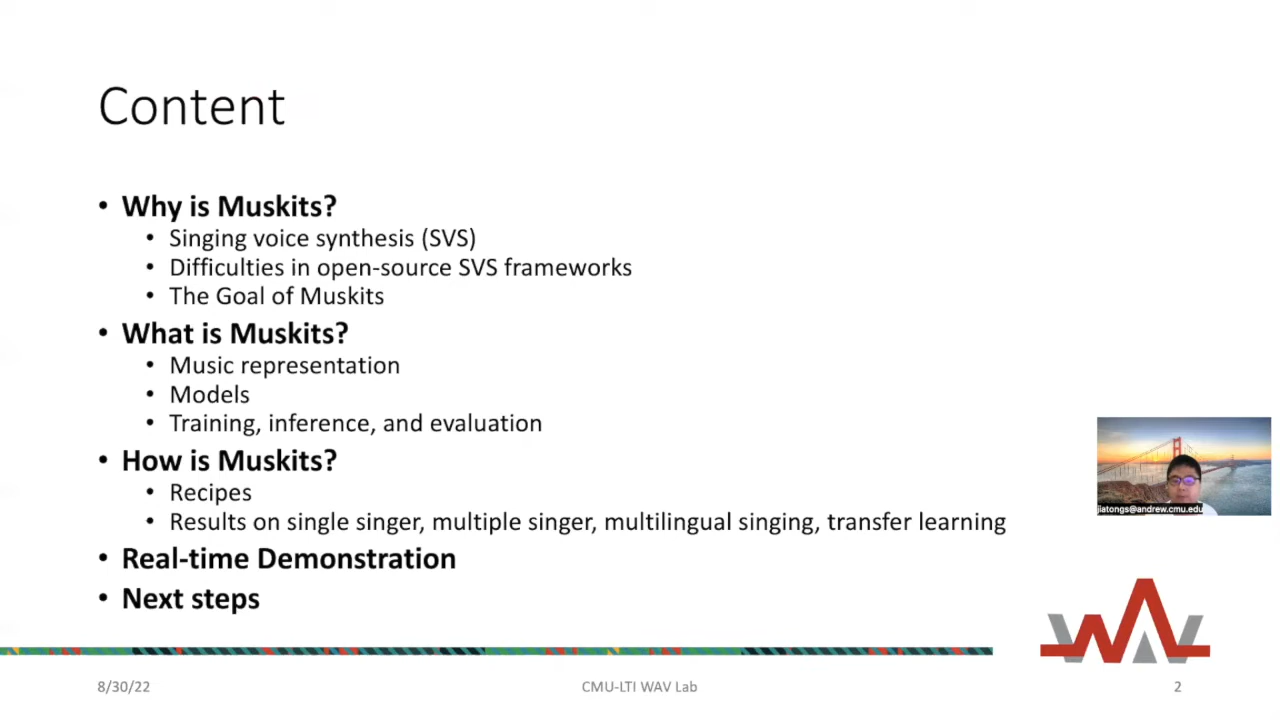 Content
• Why is Muskits?
• Singing voice synthesis (SVS)
• Difficulties in open-source SVS frameworks
• The Goal of Muskits
• What is Muskits?
• Music representation
• Models
• Training, inference, and evaluation
• How is Muskits?
• Recipes
• Results on single singer, multiple singer, multilingual singing, transfer learning
• Real-time Demonstration
• Next steps
jiatongs@andrew.cmu.edu
WAV
8/30/22
CMU-LTI WAV Lab
2